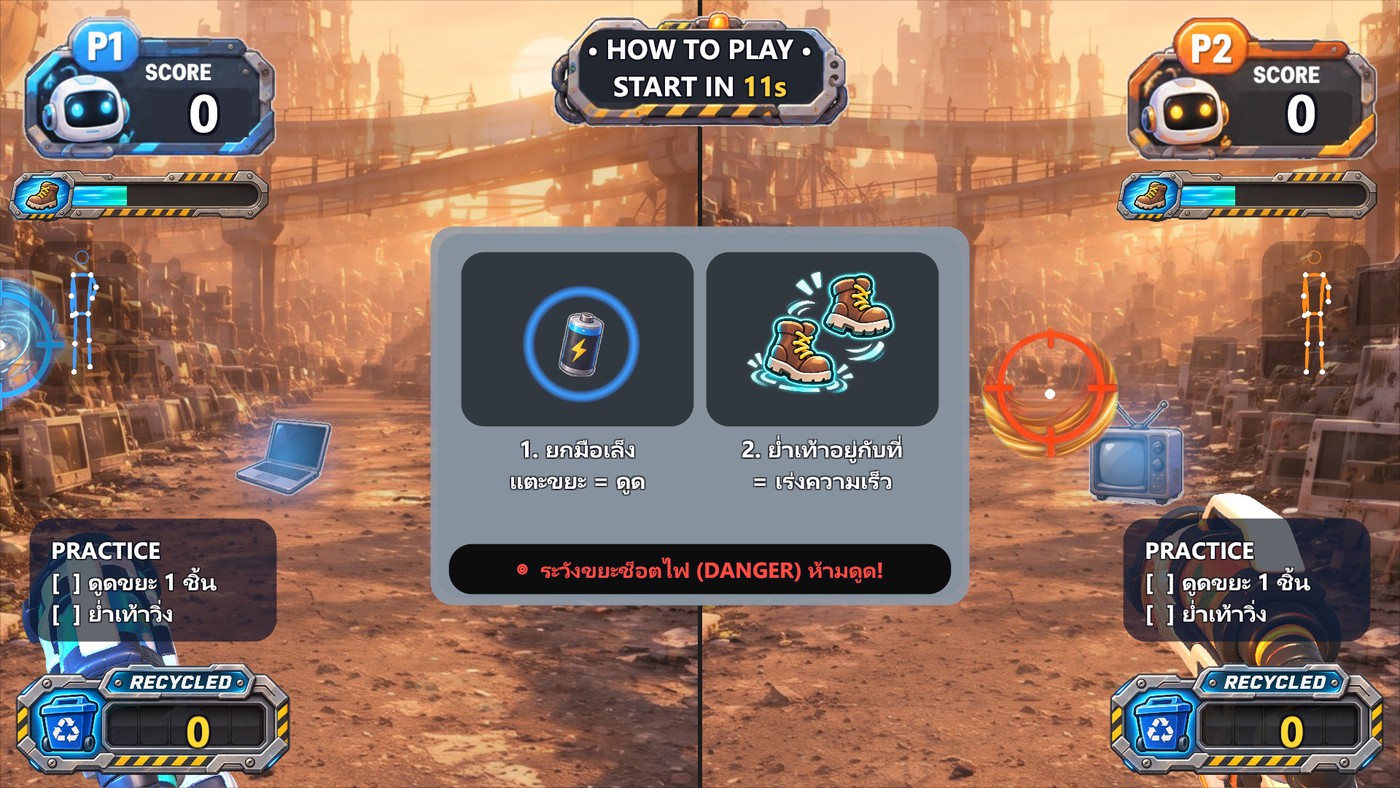 P1
SCORE
0
• HOW TO PLAY •
START IN 11s
P2
SCORE
0
1. ยกมือเล็ง
แตะขยะ = ดูด
2. ย่ำเท้าอยู่กับที่
= เร่งความเร็ว
ระวังขยะช็อตไฟ (DANGER) ห้ามดูด!
PRACTICE
[ ] ดูดขยะ 1 ชิ้น
[ ] ย่ำเท้าวิ่ง
PRACTICE
[ ] ดูดขยะ 1 ชิ้น
[ ] ย่ำเท้าวิ่ง
RECYCLED
0
RECYCLED
0